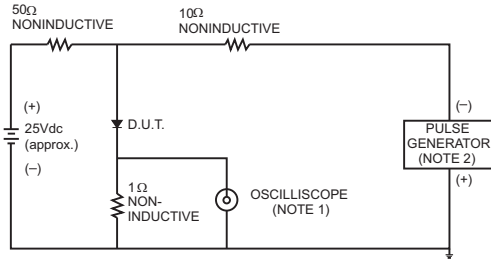 50Ω
NONINDUCTIVE
10Ω
NONINDUCTIVE
(+)
25Vdc
(approx.)
(–)
D.U.T.
1Ω
NON-
INDUCTIVE
OSCILLISCOPE
(NOTE 1)
(–)
PULSE
GENERATOR
(NOTE 2)
(+)